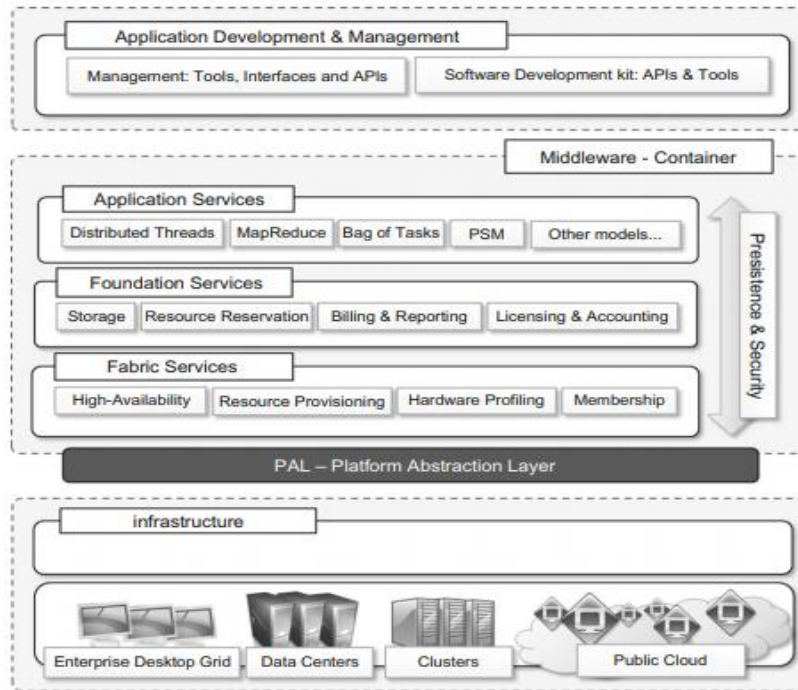 Application Development & Management
Management: Tools, Interfaces and APIs
Software Development kit: APIs & Tools
Middleware - Container
Application Services
Distributed Threads
MapReduce
Bag of Tasks
PSM
Other models...
Foundation Services
Storage
Resource Reservation
Billing & Reporting
Licensing & Accounting
Fabric Services
High-Availability
Resource Provisioning
Hardware Profiling
Membership
Presistence & Security
PAL – Platform Abstraction Layer
infrastructure
Enterprise Desktop Grid
Data Centers
Clusters
Public Cloud